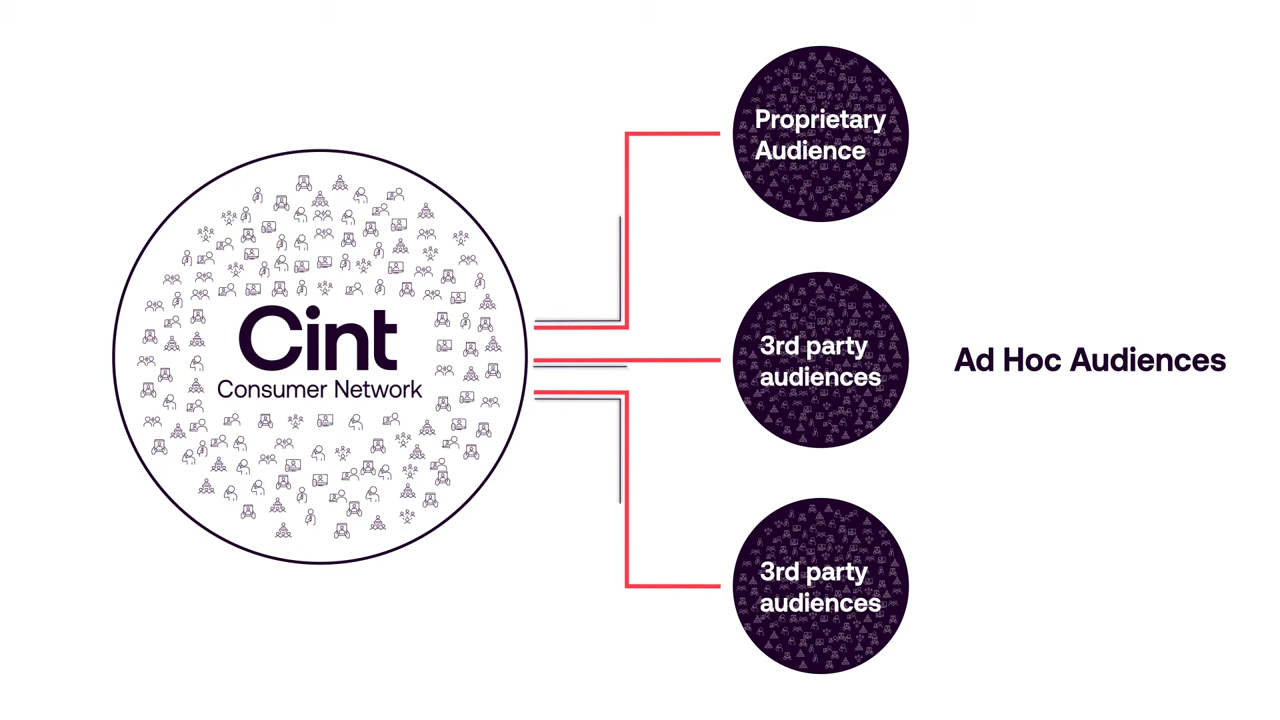 Cint
Consumer Network
Proprietary
Audience
3rd party
audiences
Ad Hoc Audiences
3rd party
audiences